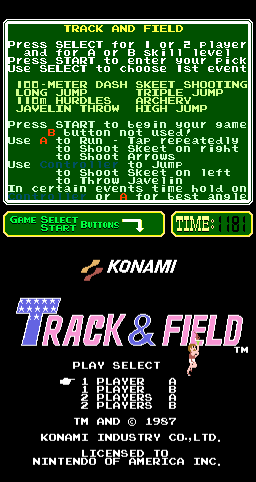 TRACK AND FIELD
Press SELECT for 1 or 2 player
and for A or B skill level
Press START to enter your pick
Use SELECT to choose 1st event
100-METER DASH SKEET SHOOTING
LONG JUMP TRIPLE JUMP
110m HURDLES ARCHERY
JAVELIN THROW HIGH JUMP
Press START to begin your game
B button not used!
Use A to Run - Tap repeatedly
to Shoot Skeet on right
to Shoot Arrows
Use Controller to Jump
to Shoot Skeet on left
to Throw Javelin
In certain events time hold on
Controller or A for best angle
GAME SELECT
START BUTTONS
TIME: 1181
KONAMI
TRACK & FIELD
TM
PLAY SELECT
1 PLAYER A
1 PLAYER B
2 PLAYERS A
2 PLAYERS B
TM AND © 1987
KONAMI INDUSTRY CO.,LTD.
LICENSED TO
NINTENDO OF AMERICA INC.